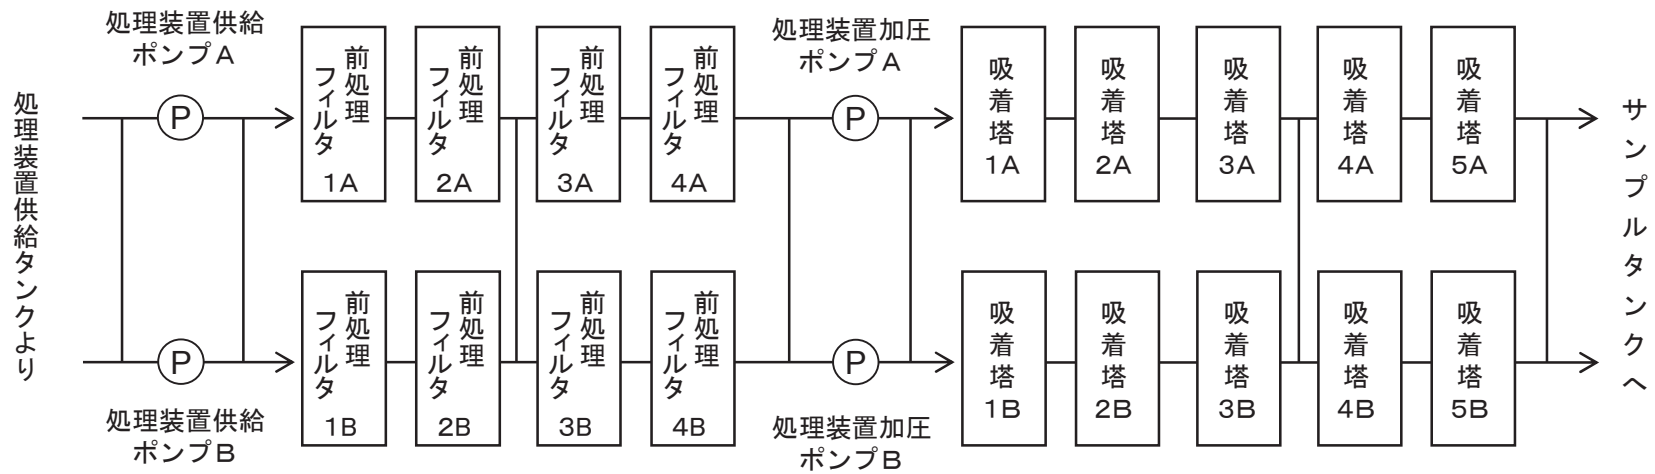 処理装置供給タンクより
処理装置供給
ポンプA
P
前処理
フィルタ
1A
前処理
フィルタ
2A
前処理
フィルタ
3A
前処理
フィルタ
4A
処理装置加圧
ポンプA
P
吸着塔
1A
吸着塔
2A
吸着塔
3A
吸着塔
4A
吸着塔
5A
サンプルタンクへ
P
処理装置供給
ポンプB
前処理
フィルタ
1B
前処理
フィルタ
2B
前処理
フィルタ
3B
前処理
フィルタ
4B
P
処理装置加圧
ポンプB
吸着塔
1B
吸着塔
2B
吸着塔
3B
吸着塔
4B
吸着塔
5B